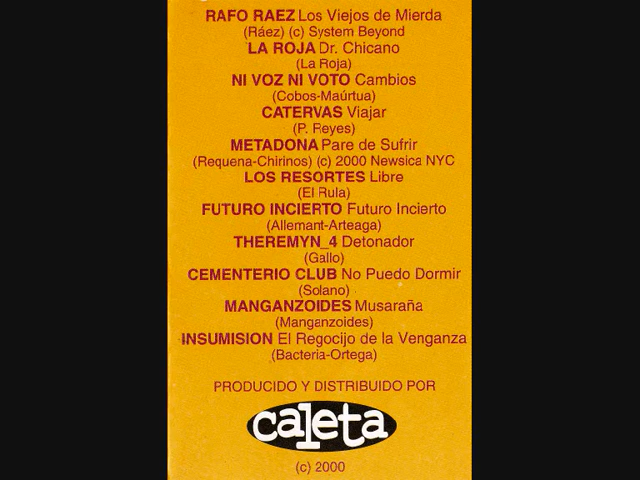 RAFO RAEZ Los Viejos de Mierda
(Ráez) (c) System Beyond
LA ROJA Dr. Chicano
(La Roja)
NI VOZ NI VOTO Cambios
(Cobos-Maúrtua)
CATERVAS Viajar
(P. Reyes)
METADONA Pare de Sufrir
(Requena-Chirinos) (c) 2000 Newsica NYC
LOS RESORTES Libre
(El Rula)
FUTURO INCIERTO Futuro Incierto
(Allemant-Arteaga)
THEREMYN_4 Detonador
(Gallo)
CEMENTERIO CLUB No Puedo Dormir
(Solano)
MANGANZOIDES Musaraña
(Manganzoides)
INSUMISION El Regocijo de la Venganza
(Bacteria-Ortega)
PRODUCIDO Y DISTRIBUIDO POR
caleta
(c) 2000